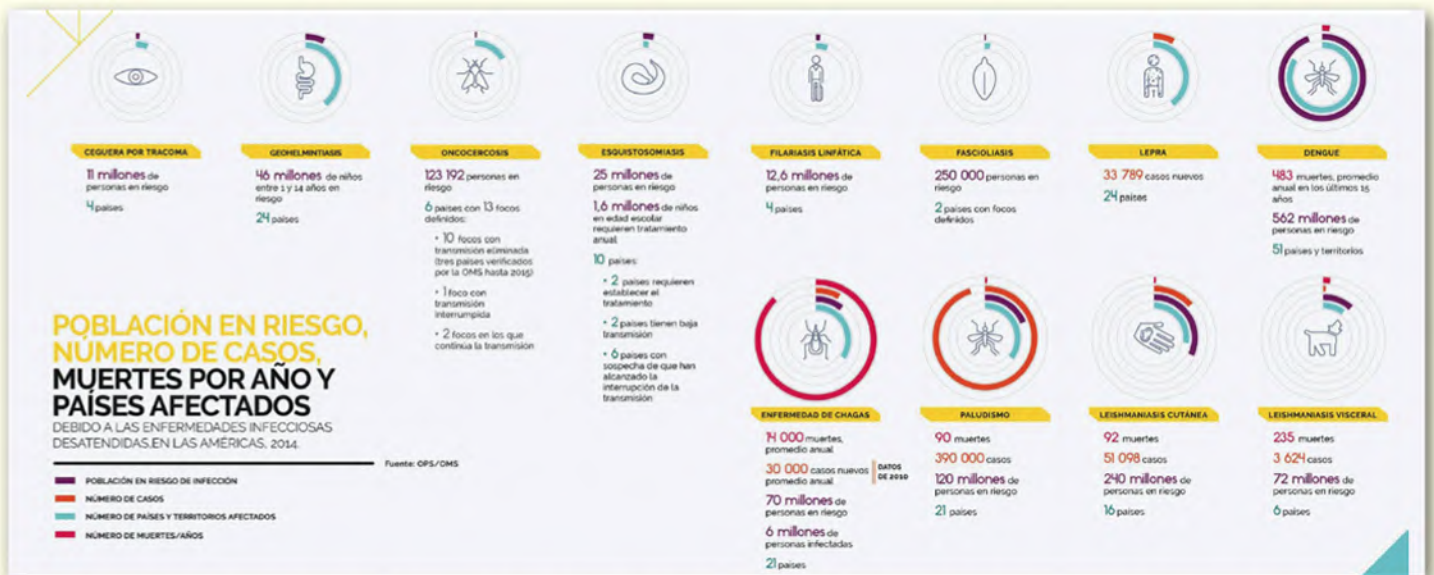 CEGUERA POR TRACOMA
11 millones de
personas en riesgo
4 países
GEOHELMINTIASIS
46 millones de niños
entre 1 y 14 años en
riesgo
24 países
ONCOCERCOSIS
123 192 personas en
riesgo
6 países con 13 focos
definidos:
• 10 focos con
transmisión eliminada
(tres países verificados
por la OMS hasta 2015)
• 1 foco con
transmisión
interrumpida
• 2 focos en los que
continúa la transmisión
ESQUISTOSOMIASIS
25 millones de
personas en riesgo
1,6 millones de niños
en edad escolar
requieren tratamiento
anual
10 países:
• 2 países requieren
establecer el
tratamiento
• 2 países tienen baja
transmisión
• 6 países con
sospecha de que han
alcanzado la
interrupción de la
transmisión
FILARIASIS LINFÁTICA
12,6 millones de
personas en riesgo
4 países
FASCIOLIASIS
250 000 personas en
riesgo
2 países con focos
definidos
LEPRA
33 789 casos nuevos
24 países
DENGUE
483 muertes, promedio
anual en los últimos 15
años
562 millones de
personas en riesgo
51 países y territorios
ENFERMEDAD DE CHAGAS
14 000 muertes,
promedio anual
30 000 casos nuevos
promedio anual
DATOS
DE 2010
70 millones de
personas en riesgo
6 millones de
personas infectadas
21 países
PALUDISMO
90 muertes
390 000 casos
120 millones de
personas en riesgo
21 países
LEISHMANIASIS CUTÁNEA
92 muertes
51 098 casos
240 millones de
personas en riesgo
16 países
LEISHMANIASIS VISCERAL
235 muertes
3 624 casos
72 millones de
personas en riesgo
6 países
POBLACIÓN EN RIESGO,
NÚMERO DE CASOS,
MUERTES POR AÑO Y
PAÍSES AFECTADOS
DEBIDO A LAS ENFERMEDADES INFECCIOSAS
DESATENDIDAS,EN LAS AMÉRICAS, 2014.
Fuente: OPS/OMS
POBLACIÓN EN RIESGO DE INFECCIÓN
NÚMERO DE CASOS
NÚMERO DE PAÍSES Y TERRITORIOS AFECTADOS
NÚMERO DE MUERTES/AÑOS